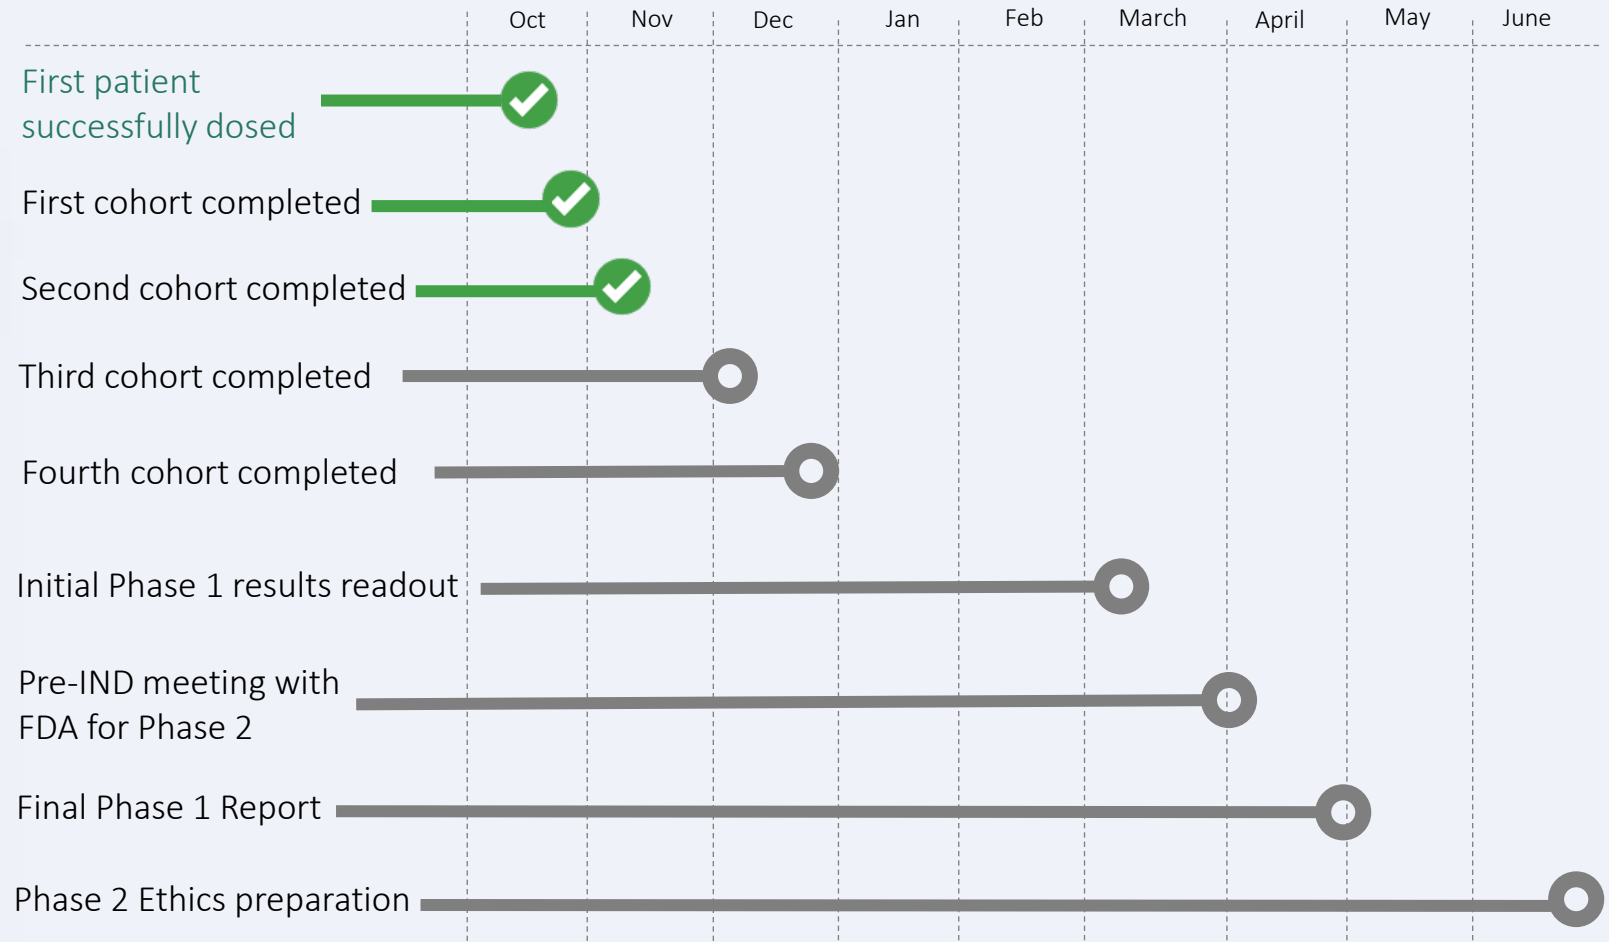 Oct Nov Dec Jan Feb March April May June
First patient
successfully dosed
First cohort completed
Second cohort completed
Third cohort completed
Fourth cohort completed
Initial Phase 1 results readout
Pre-IND meeting with
FDA for Phase 2
Final Phase 1 Report
Phase 2 Ethics preparation